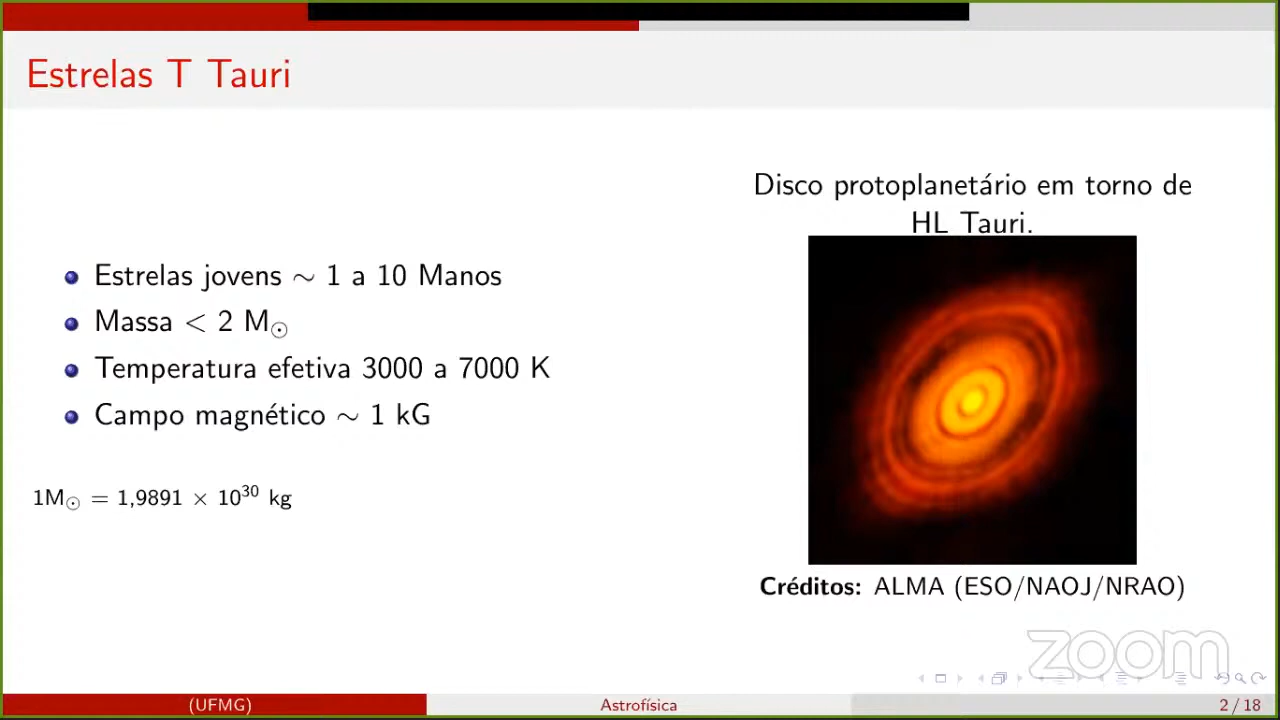 Estrelas T Tauri
Estrelas jovens ∼ 1 a 10 Manos
Massa < 2 M⊙
Temperatura efetiva 3000 a 7000 K
Campo magnético ∼ 1 kG
1M⊙ = 1,9891 × 10³⁰ kg
Disco protoplanetário em torno de
HL Tauri.
Créditos: ALMA (ESO/NAOJ/NRAO)
zoom
(UFMG)
Astrofísica
2 / 18